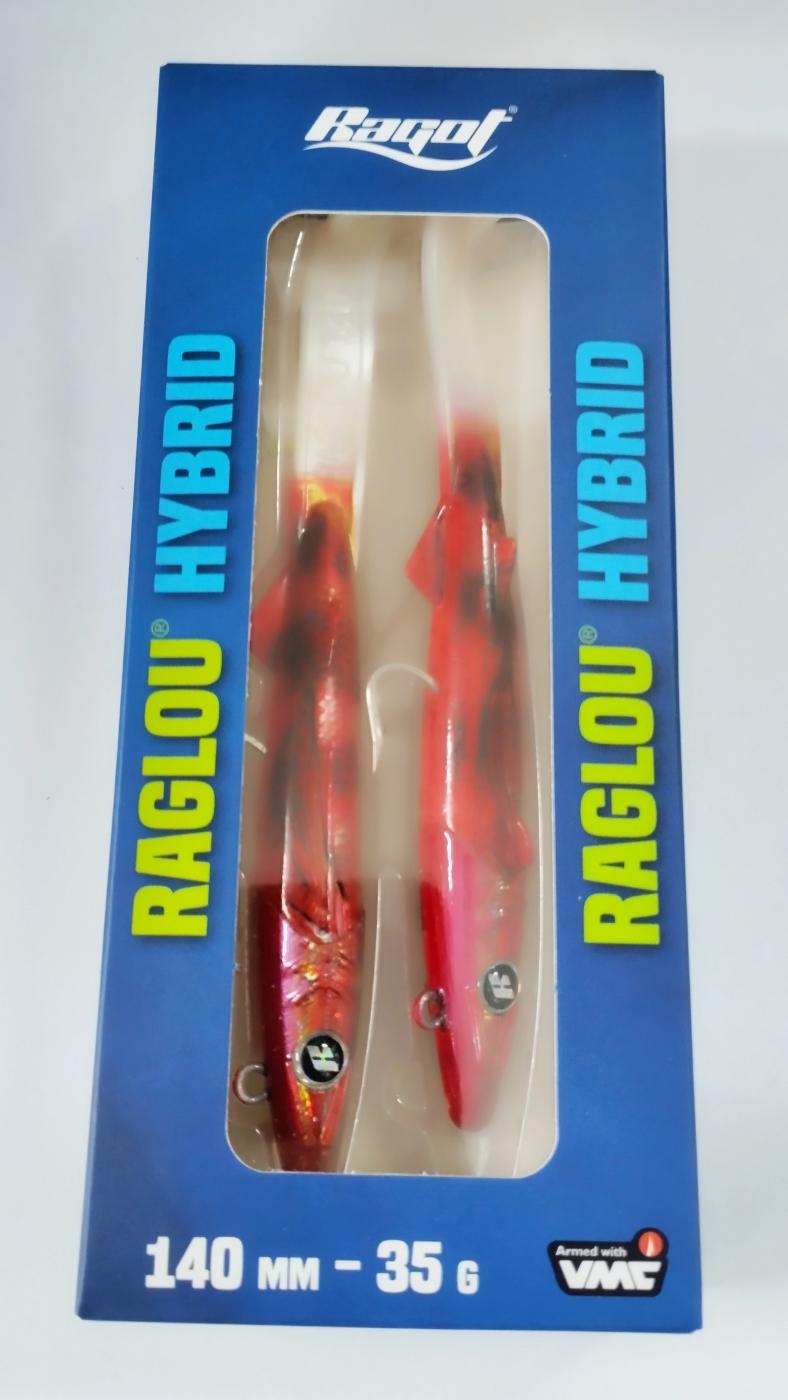 Ragot®
RAGLOU® HYBRID
RAGLOU® HYBRID
140 MM - 35 G
Armed with
VMC